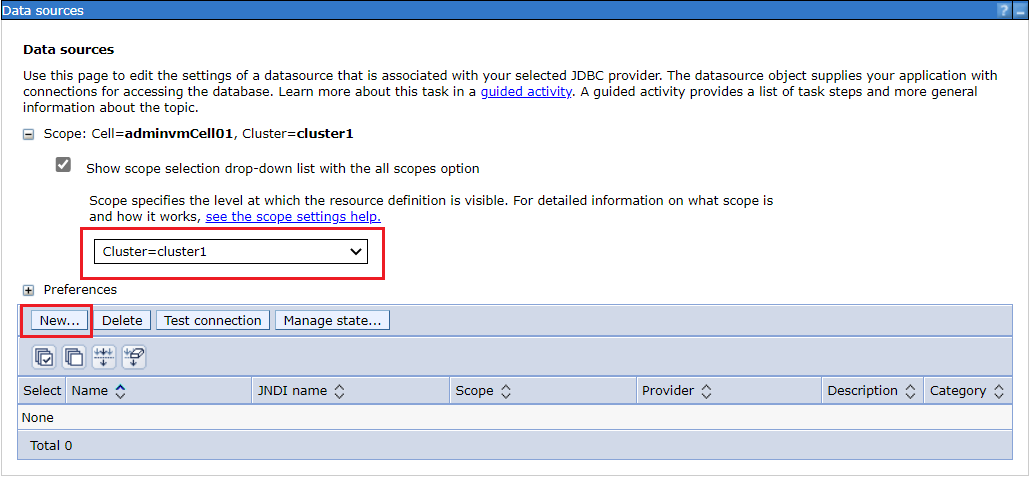 Data sources
?
Data sources
Use this page to edit the settings of a datasource that is associated with your selected JDBC provider. The datasource object supplies your application with
connections for accessing the database. Learn more about this task in a guided activity. A guided activity provides a list of task steps and more general
information about the topic.
Scope: Cell=adminvmCell01, Cluster=cluster1
Show scope selection drop-down list with the all scopes option
Scope specifies the level at which the resource definition is visible. For detailed information on what scope is
and how it works, see the scope settings help.
Cluster=cluster1
Preferences
New... Delete Test connection Manage state...
Select Name JNDI name Scope Provider Description Category
None
Total 0